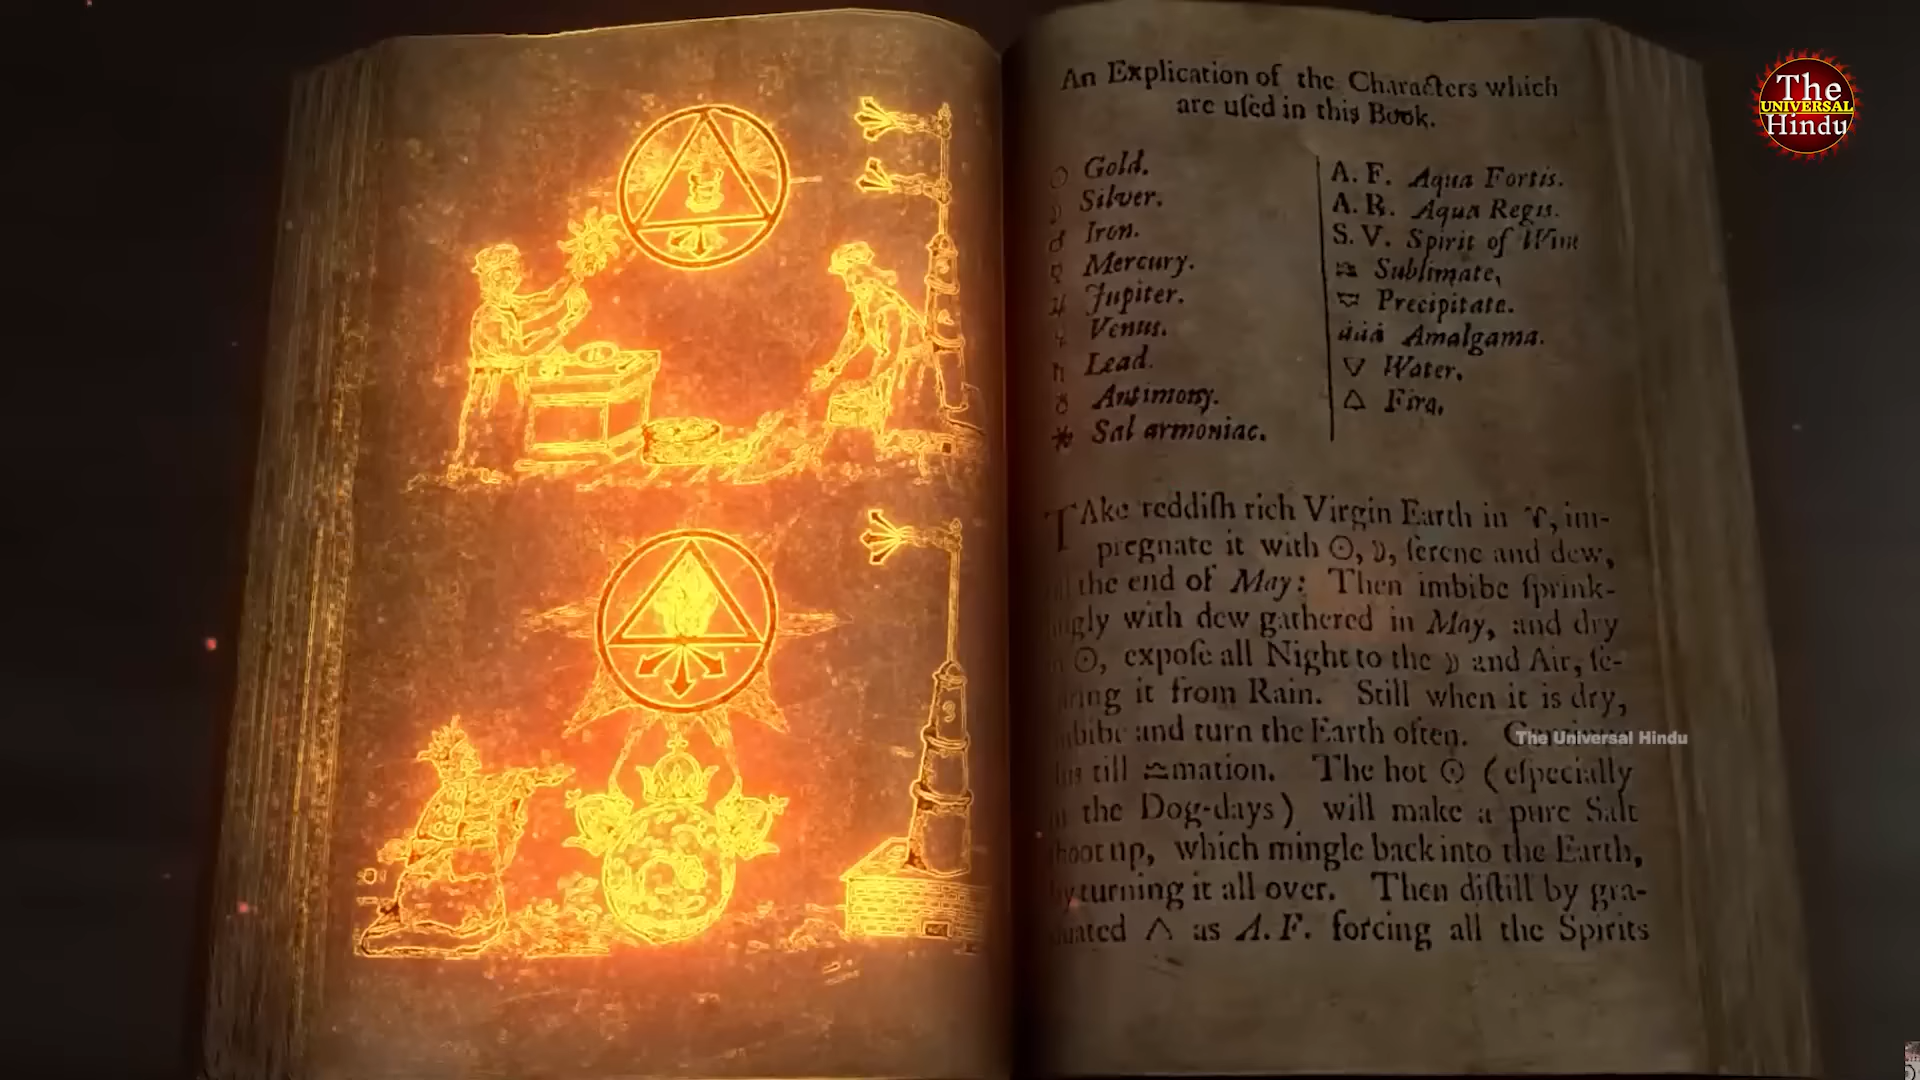 The
UNIVERSAL
Hindu
An Explication of the Characters which
are uſed in this Book.
☉ Gold.
☽ Silver.
♂ Iron.
☿ Mercury.
♃ Jupiter.
Venus.
♄ Lead.
♁ Antimony.
* Sal armoniac.
A. F. Aqua Fortis.
A. R. Aqua Regis.
S. V. Spirit of Wine
Sublimate,
Precipitate.
aaa Amalgama.
▽ Water.
△ Fire,
TAke reddiſh rich Virgin Earth in ♈, im-
pregnate it with ☉, ☽, ſerene and dew,
the end of May: Then imbibe ſprink-
with dew gathered in May, and dry
☉, expoſe all Night to the ☽ and Air, ſe-
it from Rain. Still when it is dry,
and turn the Earth often.
The Universal Hindu
till ♎mation. The hot ☉ (eſpecially
the Dog-days) will make a pure Salt
up, which mingle back into the Earth,
turning it all over. Then diſtill by gra-
△ as A. F. forcing all the Spirits
9